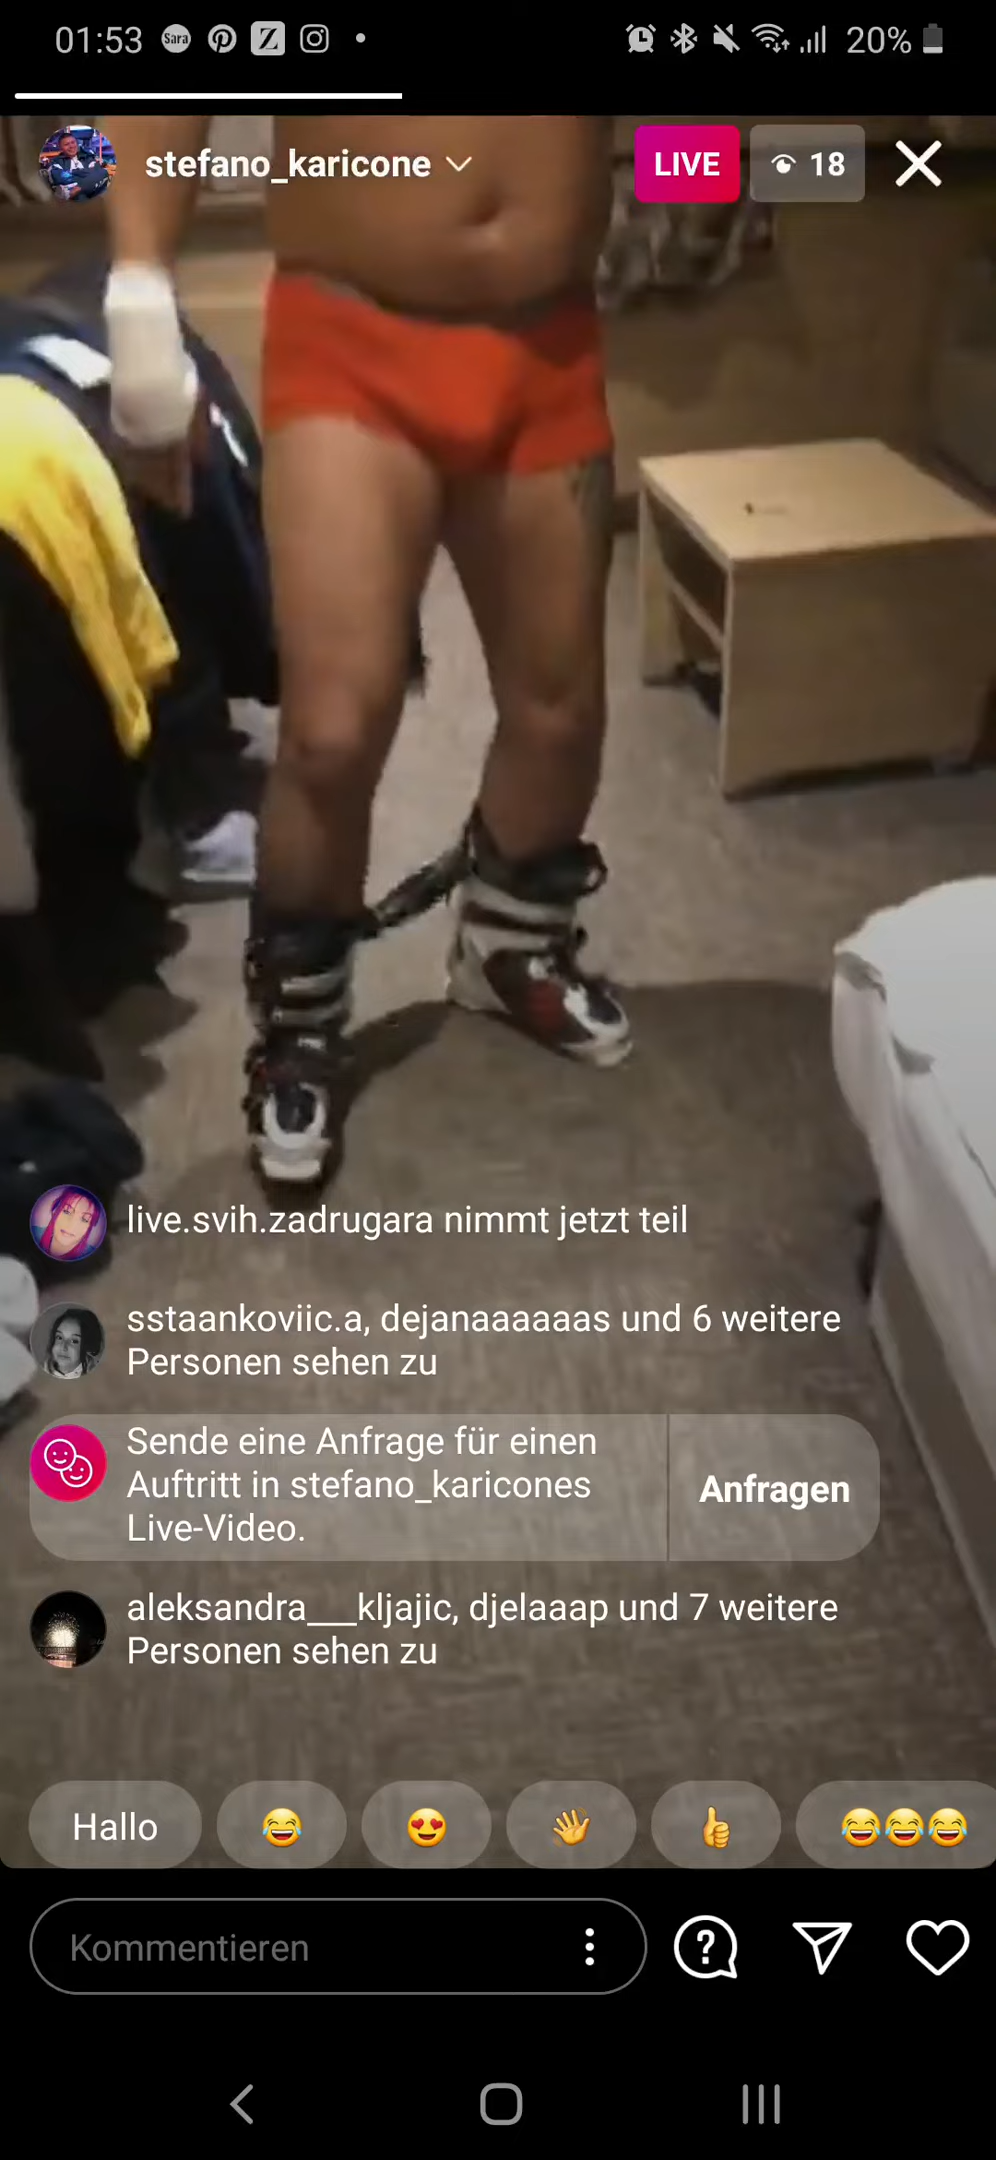 01:53 Sara 20%
stefano_karicone LIVE 18
live.svih.zadrugara nimmt jetzt teil
sstaankoviic.a, dejanaaaaaas und 6 weitere
Personen sehen zu
Sende eine Anfrage für einen
Auftritt in stefano_karicones
Live-Video.
Anfragen
aleksandra___kljajic, djelaaap und 7 weitere
Personen sehen zu
Hallo
Kommentieren